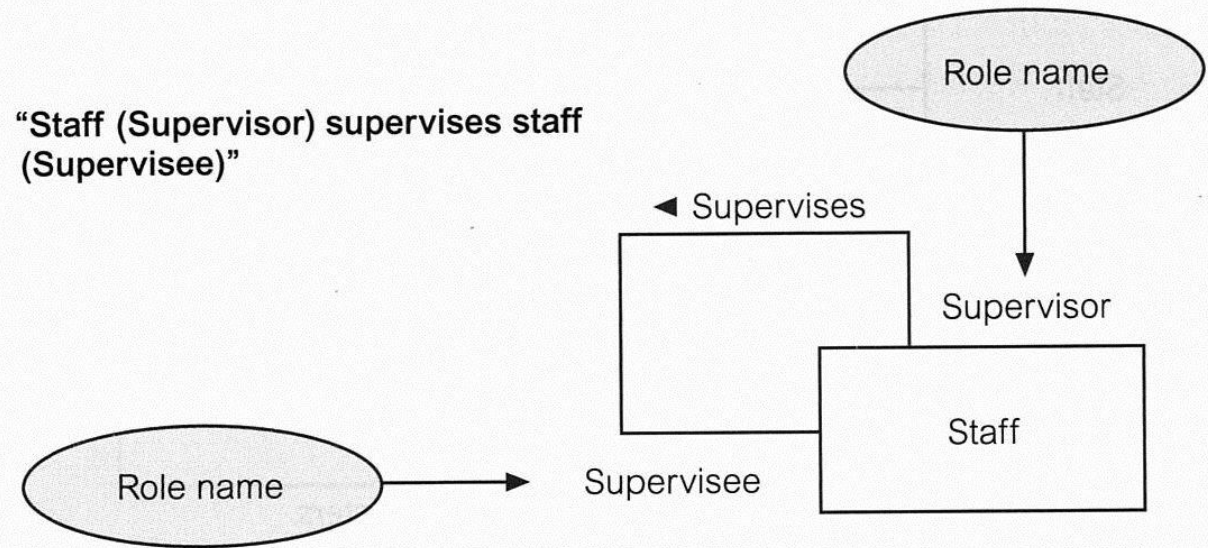 Role name
“Staff (Supervisor) supervises staff
(Supervisee)”
◄ Supervises
Supervisor
Staff
Role name
Supervisee